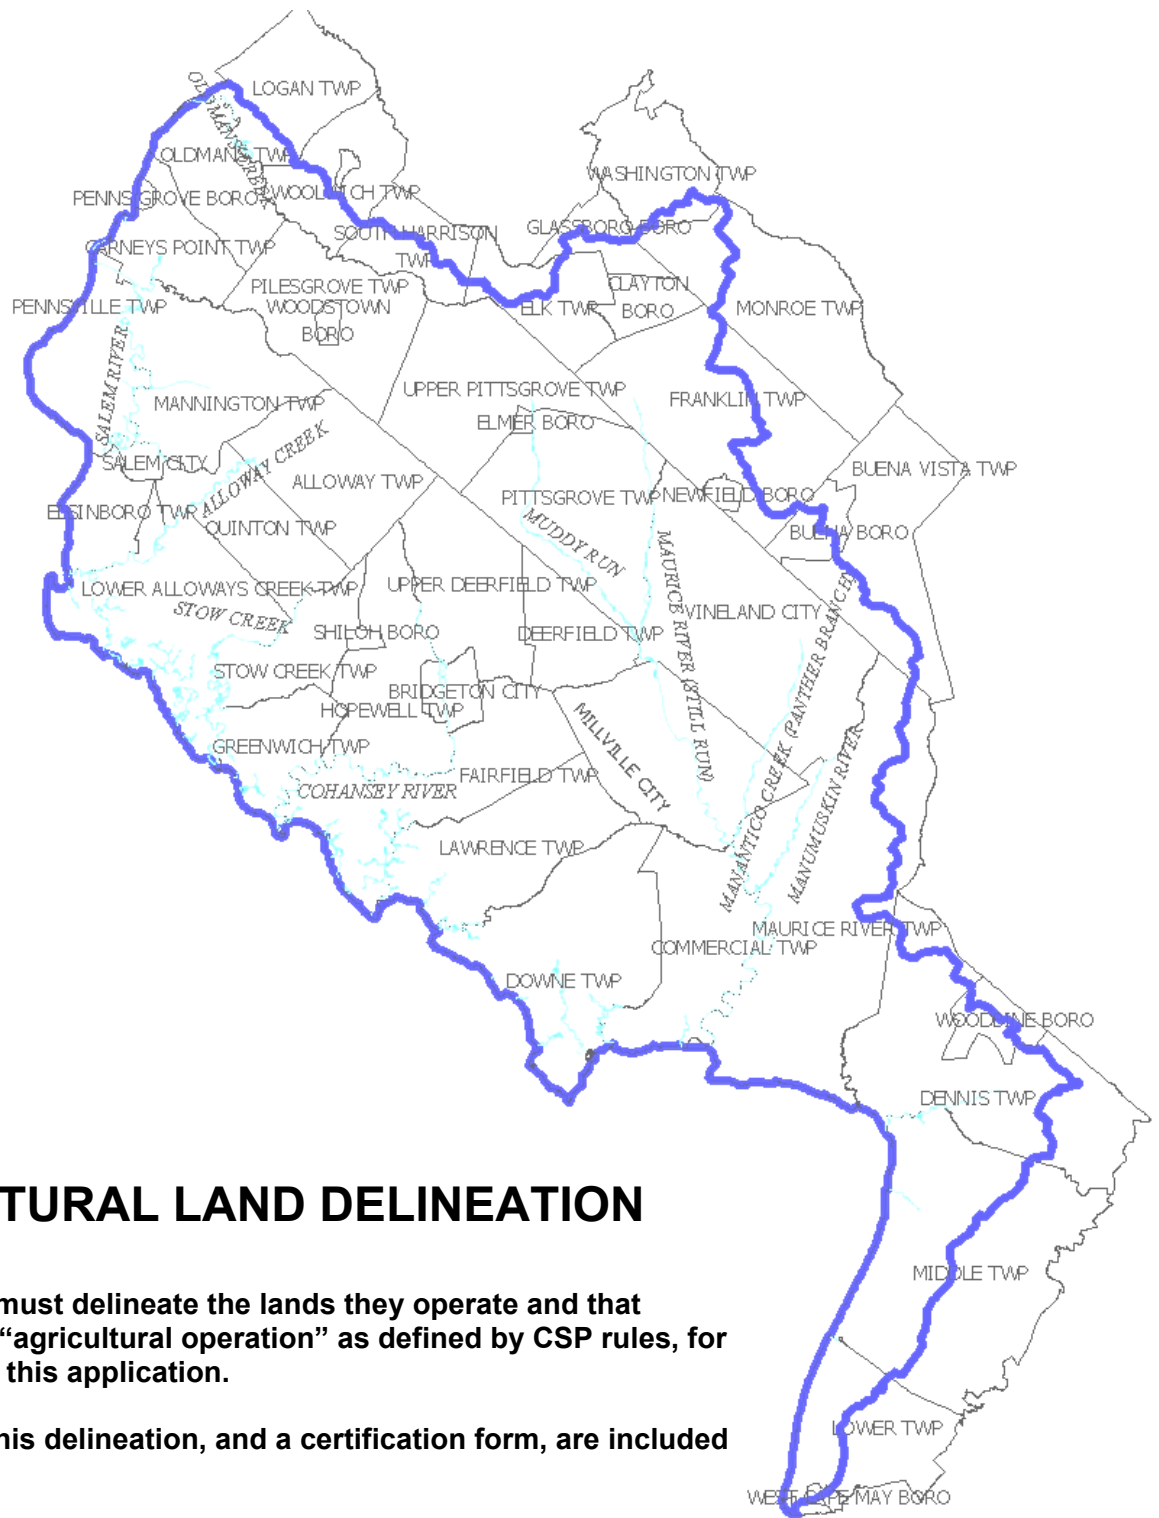 LOGAN TWP
OLDMANS CREEK
OLDMANS TWP
WASHINGTON TWP
PENNS GROVE BORO
WOOLWICH TWP
GLASSBORO BORO
SOUTH HARRISON
TWP
CARNEYS POINT TWP
PILESGROVE TWP
CLAYTON
BORO
PENNSVILLE TWP
WOODSTOWN
BORO
ELK TWP
MONROE TWP
SALEM RIVER
UPPER PITTSGROVE TWP
FRANKLIN TWP
MANNINGTON TWP
ELMER BORO
SALEM CITY
ALLOWAY CREEK
BUENA VISTA TWP
ALLOWAY TWP
PITTSGROVE TWP
NEWFIELD BORO
ELSINBORO TWP
QUINTON TWP
MUDDY RUN
BUENA BORO
LOWER ALLOWAYS CREEK TWP
UPPER DEERFIELD TWP
MAURICE RIVER (STILL RUN)
STOW CREEK
VINELAND CITY
SHILOH BORO
DEERFIELD TWP
STOW CREEK TWP
BRIDGETON CITY
MANANTICO CREEK (PANTHER BRANCH)
HOPEWELL TWP
MILLVILLE CITY
GREENWICH TWP
FAIRFIELD TWP
COHANSEY RIVER
MANUMUSKIN RIVER
LAWRENCE TWP
MAURICE RIVER TWP
COMMERCIAL TWP
DOWNE TWP
WOODBINE BORO
DENNIS TWP
TURAL LAND DELINEATION
MIDDLE TWP
must delineate the lands they operate and that
“agricultural operation” as defined by CSP rules, for
this application.
LOWER TWP
his delineation, and a certification form, are included
WEST CAPE MAY BORO